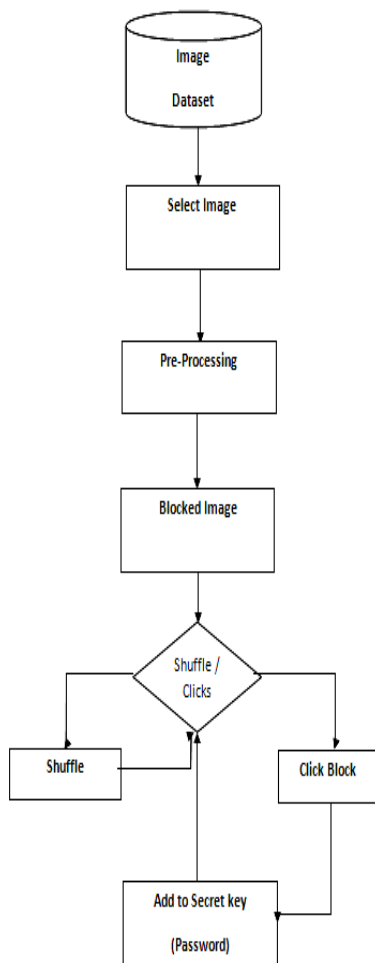 Image
Dataset
Select Image
Pre-Processing
Blocked Image
Shuffle /
Clicks
Shuffle
Click Block
Add to Secret key
(Password)